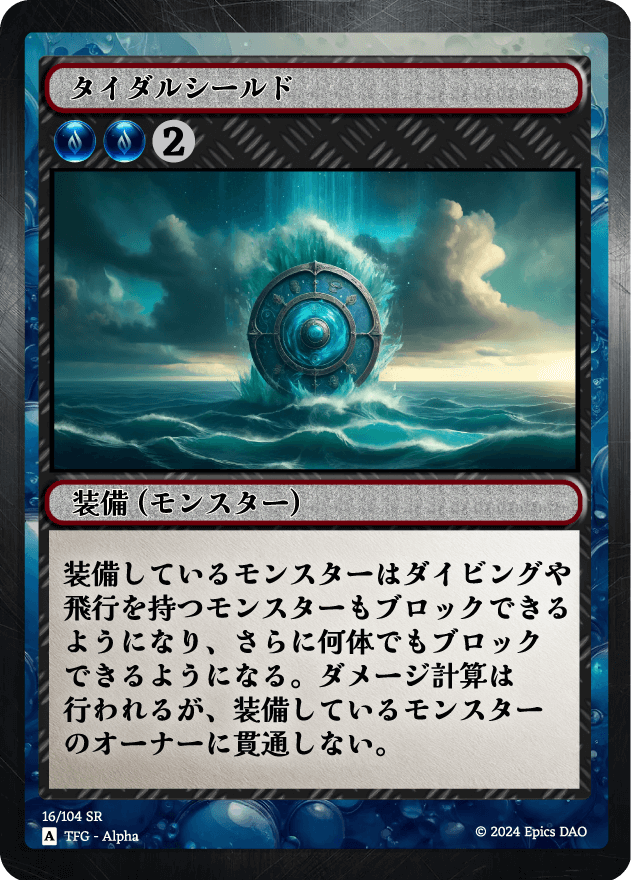 タイダルシールド
2
装備 (モンスター)
装備しているモンスターはダイビングや
飛行を持つモンスターもブロックできる
ようになり、さらに何体でもブロック
できるようになる。ダメージ計算は
行われるが、装備しているモンスター
のオーナーに貫通しない。
16/104 SR
A TFG - Alpha
© 2024 Epics DAO